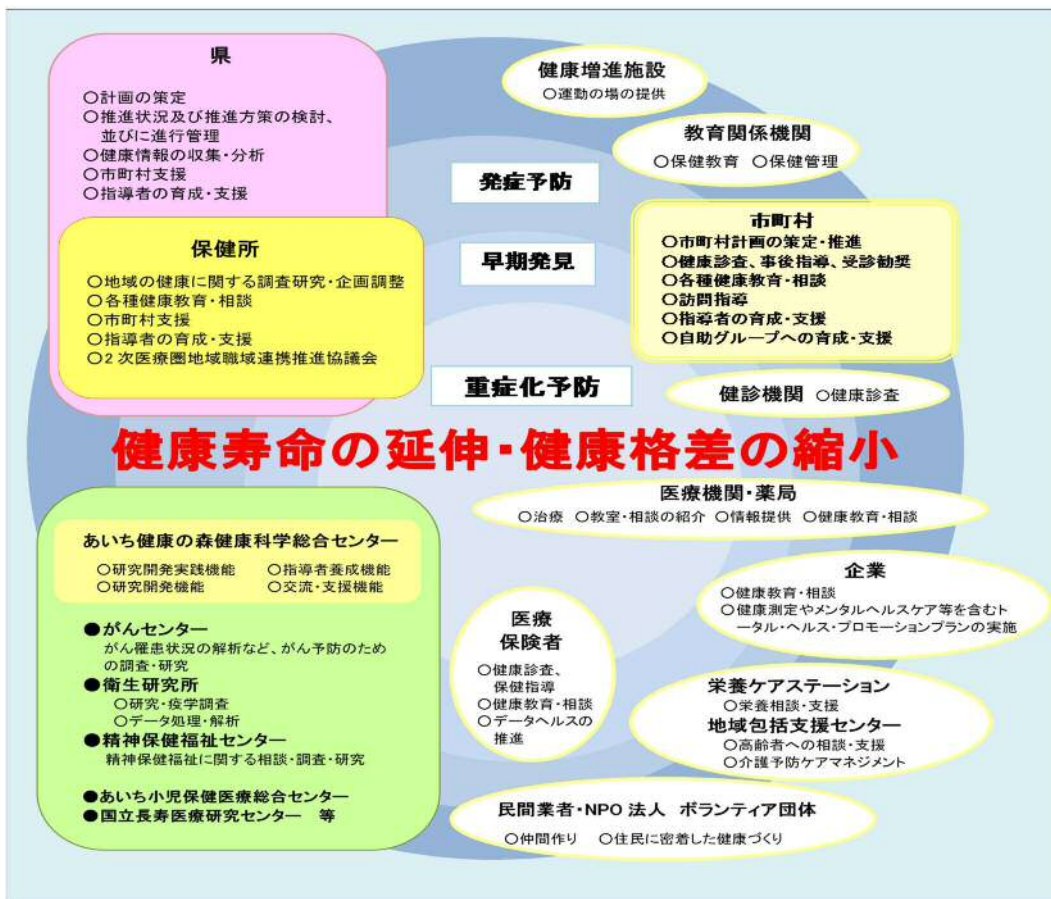 県
○計画の策定
○推進状況及び推進方策の検討、
並びに進行管理
○健康情報の収集・分析
○市町村支援
○指導者の育成・支援
保健所
○地域の健康に関する調査研究・企画調整
○各種健康教育・相談
○市町村支援
○指導者の育成・支援
○2次医療圏地域職域連携推進協議会
健康増進施設
○運動の場の提供
教育関係機関
○保健教育 ○保健管理
発症予防
早期発見
重症化予防
市町村
○市町村計画の策定・推進
○健康診査、事後指導、受診勧奨
○各種健康教育・相談
○訪問指導
○指導者の育成・支援
○自助グループへの育成・支援
健診機関 ○健康診査
健康寿命の延伸・健康格差の縮小
医療機関・薬局
○治療 ○教室・相談の紹介 ○情報提供 ○健康教育・相談
あいち健康の森健康科学総合センター
○研究開発実践機能 ○指導者養成機能
○研究開発機能 ○交流・支援機能
●がんセンター
がん罹患状況の解析など、がん予防のため
の調査・研究
●衛生研究所
○研究・疫学調査
○データ処理・解析
●精神保健福祉センター
精神保健福祉に関する相談・調査・研究
●あいち小児保健医療総合センター
●国立長寿医療研究センター 等
医療
保険者
○健康診査、
保健指導
○健康教育・相談
○データヘルスの
推進
企業
○健康教育・相談
○健康測定やメンタルヘルスケア等を含むト
ータル・ヘルス・プロモーションプランの実施
栄養ケアステーション
○栄養相談・支援
地域包括支援センター
○高齢者への相談・支援
○介護予防ケアマネジメント
民間業者・NPO法人 ボランティア団体
○仲間作り ○住民に密着した健康づくり